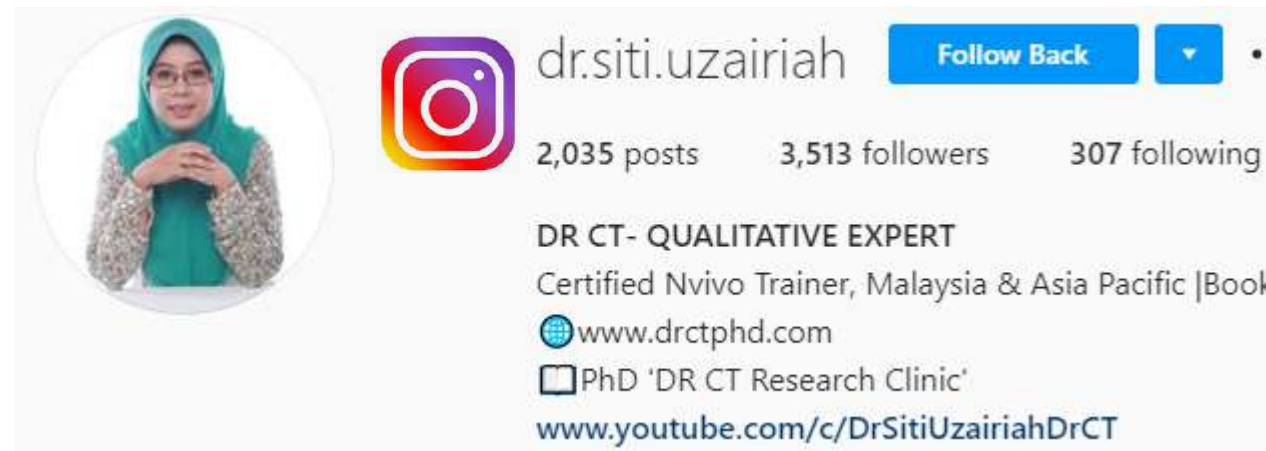 dr.siti.uzairiah Follow Back
2,035 posts 3,513 followers 307 following
DR CT- QUALITATIVE EXPERT
Certified Nvivo Trainer, Malaysia & Asia Pacific |Book
www.drctphd.com
PhD 'DR CT Research Clinic'
www.youtube.com/c/DrSitiUzairiahDrCT